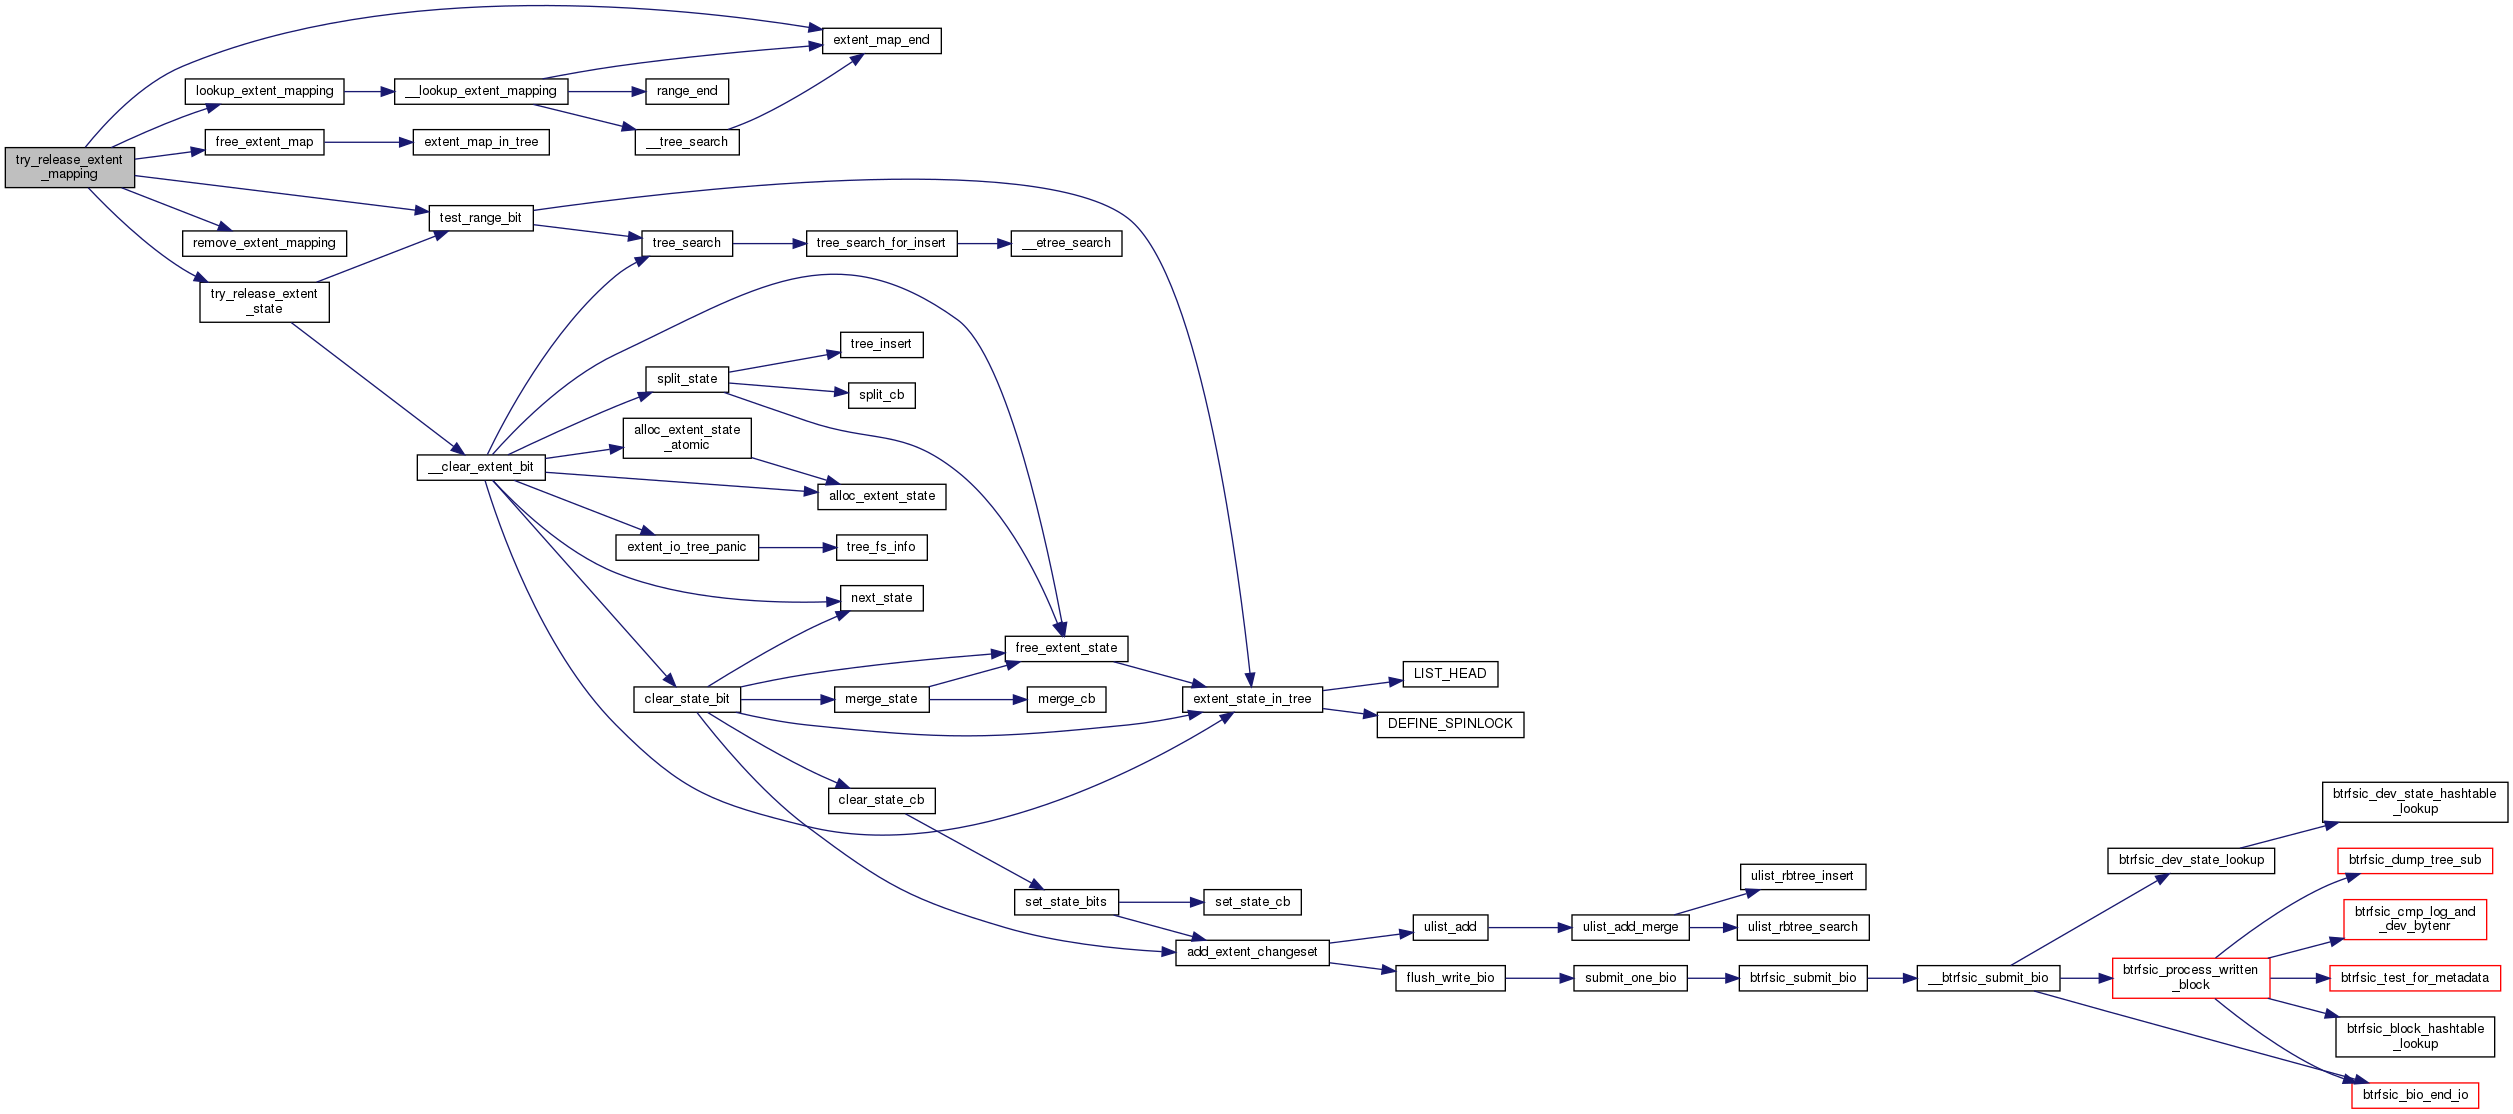 extent_map_end
lookup_extent_mapping
__lookup_extent_mapping
range_end
free_extent_map
extent_map_in_tree
__tree_search
try_release_extent
_mapping
test_range_bit
remove_extent_mapping
tree_search
tree_search_for_insert
__etree_search
try_release_extent
_state
tree_insert
split_state
split_cb
alloc_extent_state
_atomic
__clear_extent_bit
alloc_extent_state
extent_io_tree_panic
tree_fs_info
next_state
free_extent_state
LIST_HEAD
clear_state_bit
merge_state
merge_cb
extent_state_in_tree
DEFINE_SPINLOCK
clear_state_cb
btrfsic_dev_state_hashtable
_lookup
btrfsic_dev_state_lookup
btrfsic_dump_tree_sub
ulist_rbtree_insert
set_state_bits
set_state_cb
btrfsic_cmp_log_and
_dev_bytenr
ulist_add
ulist_add_merge
ulist_rbtree_search
add_extent_changeset
flush_write_bio
submit_one_bio
btrfsic_submit_bio
__btrfsic_submit_bio
btrfsic_process_written
_block
btrfsic_test_for_metadata
btrfsic_block_hashtable
_lookup
btrfsic_bio_end_io